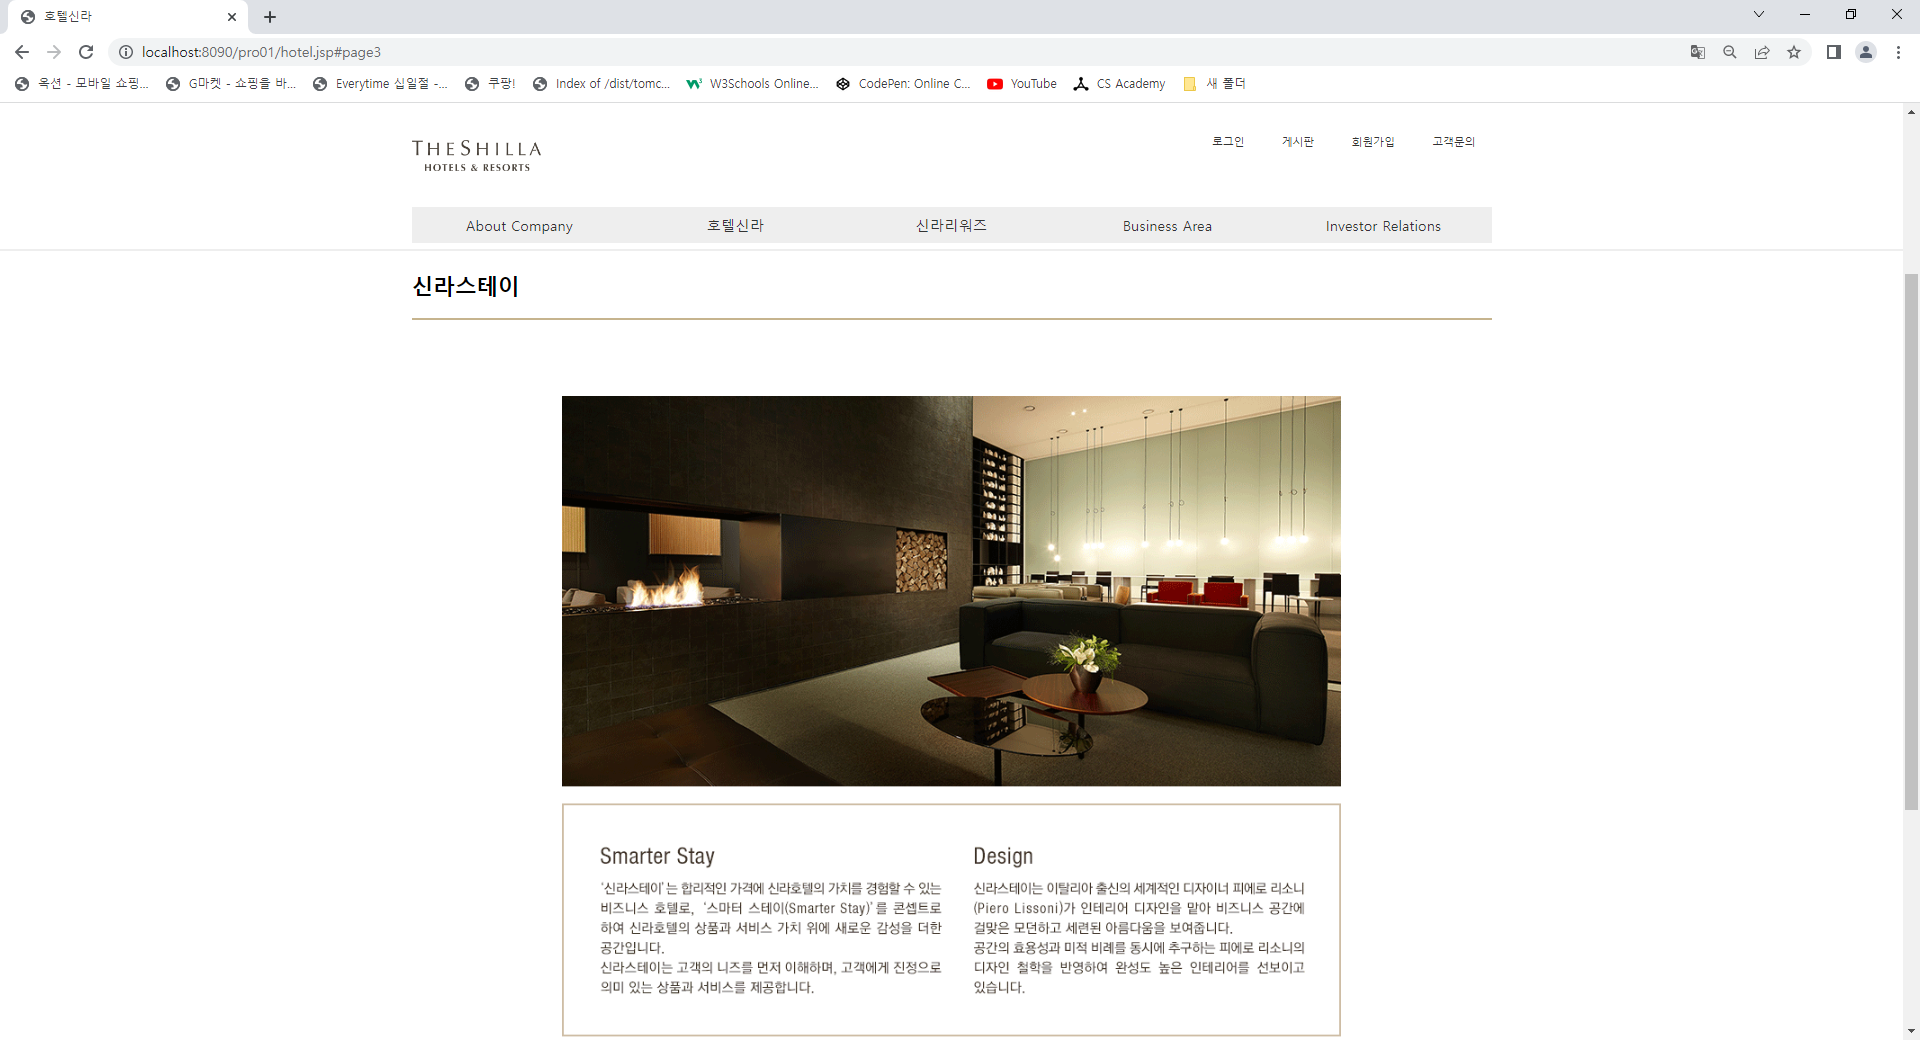 호텔신라
localhost:8090/pro01/hotel.jsp#page3
옥션 - 모바일 쇼핑...
G마켓 - 쇼핑을 바...
Everytime 십일절 -...
쿠팡!
Index of /dist/tomc...
W3Schools Online...
CodePen: Online C...
YouTube
CS Academy
새 폴더
THE SHILLA
HOTELS & RESORTS
로그인
게시판
회원가입
고객문의
About Company
호텔신라
신라리워즈
Business Area
Investor Relations
신라스테이
Smarter Stay
‘신라스테이’는 합리적인 가격에 신라호텔의 가치를 경험할 수 있는
비즈니스 호텔로, ‘스마터 스테이(Smarter Stay)’를 콘셉트로
하여 신라호텔의 상품과 서비스 가치 위에 새로운 감성을 더한
공간입니다.
신라스테이는 고객의 니즈를 먼저 이해하며, 고객에게 진정으로
의미 있는 상품과 서비스를 제공합니다.
Design
신라스테이는 이탈리아 출신의 세계적인 디자이너 피에로 리소니
(Piero Lissoni)가 인테리어 디자인을 맡아 비즈니스 공간에
걸맞은 모던하고 세련된 아름다움을 보여줍니다.
공간의 효용성과 미적 비례를 동시에 추구하는 피에로 리소니의
디자인 철학을 반영하여 완성도 높은 인테리어를 선보이고
있습니다.